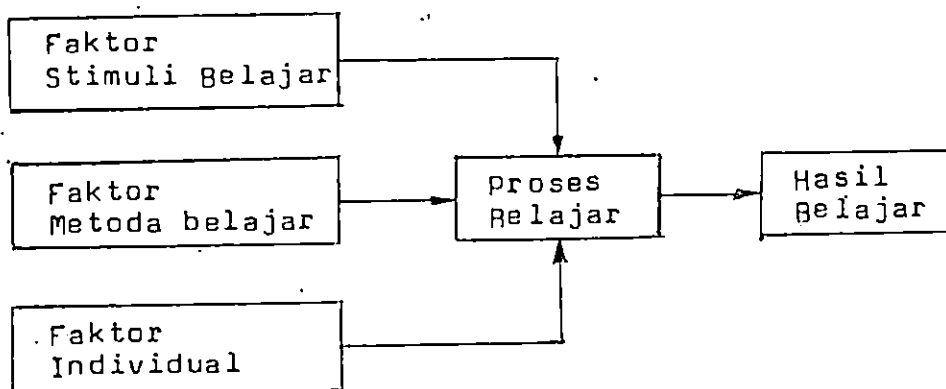 Faktor
Stimuli Belajar
Faktor
Metoda belajar
Proses
Belajar
Hasil
Belajar
Faktor
Individual